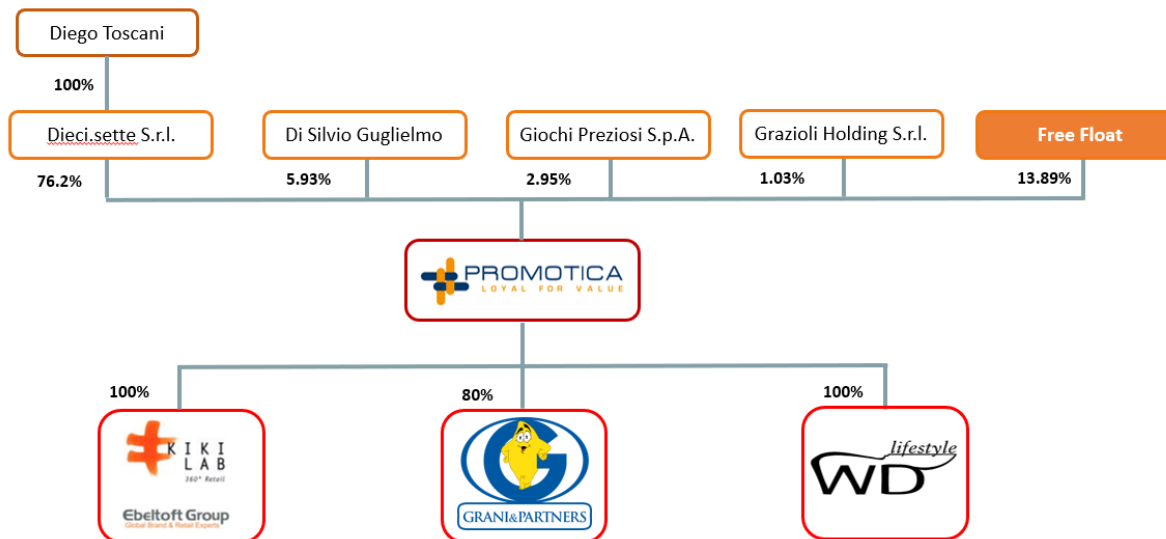 Diego Toscani
100%
Dieci.sette S.r.l.
Di Silvio Guglielmo
Giochi Preziosi S.p.A.
Grazioli Holding S.r.l.
Free Float
76.2%
5.93%
2.95%
1.03%
13.89%
PROMOTICA
LOYAL FOR VALUE
100%
80%
100%
KIKI
LAB
360° Retail
Ebeltoft Group
Global Brand & Retail Experts
G
GRANI&PARTNERS
lifestyle
WD